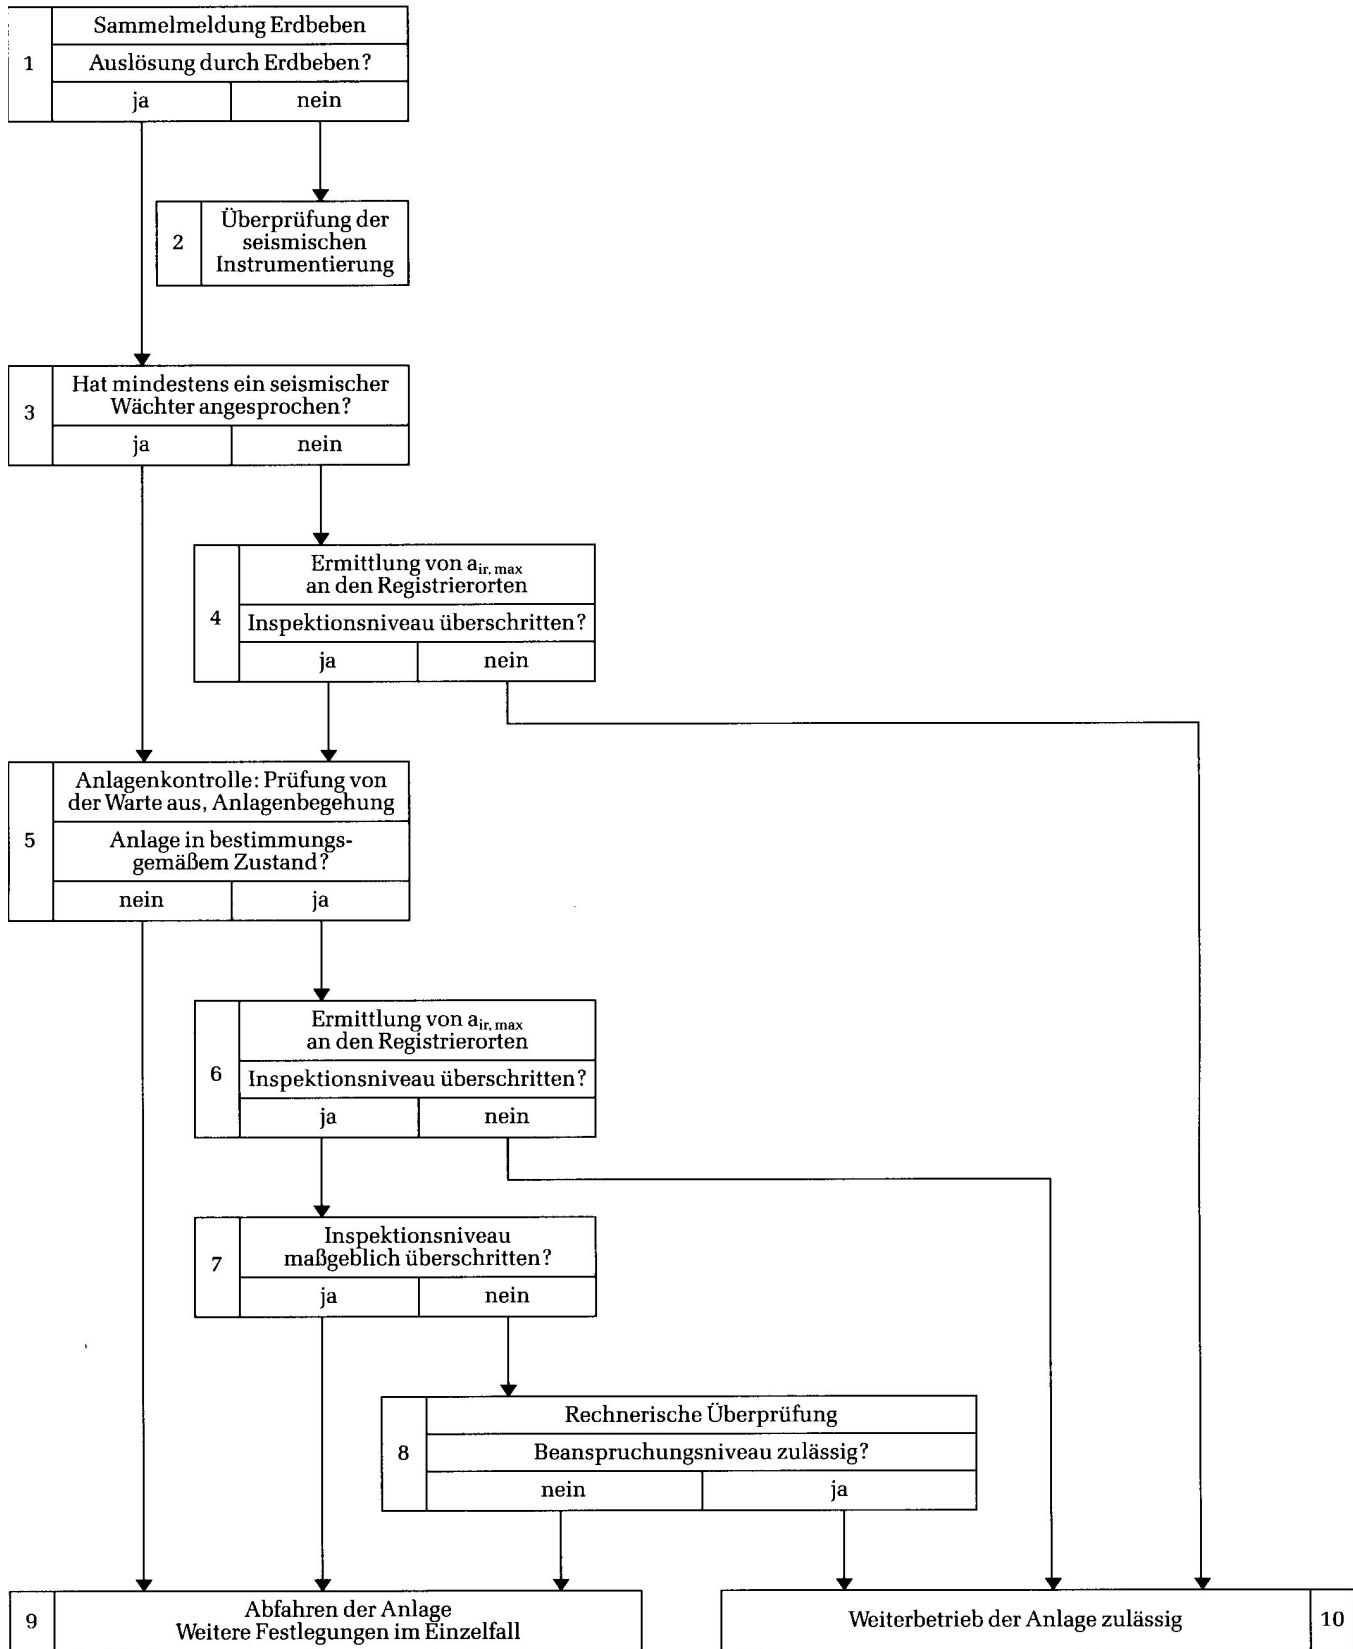 Sammelmeldung Erdbeben
1
Auslösung durch Erdbeben?
ja
nein
2
Überprüfung der
seismischen
Instrumentierung
3
Hat mindestens ein seismischer
Wächter angesprochen?
ja
nein
4
Ermittlung von a_ir, max
an den Registrierorten
Inspektionsniveau überschritten?
ja
nein
5
Anlagenkontrolle: Prüfung von
der Warte aus, Anlagenbegehung
Anlage in bestimmungs-
gemäßem Zustand?
nein
ja
6
Ermittlung von a_ir, max
an den Registrierorten
Inspektionsniveau überschritten?
ja
nein
7
Inspektionsniveau
maßgeblich überschritten?
ja
nein
8
Rechnerische Überprüfung
Beanspruchungsniveau zulässig?
nein
ja
9
Abfahren der Anlage
Weitere Festlegungen im Einzelfall
Weiterbetrieb der Anlage zulässig
10